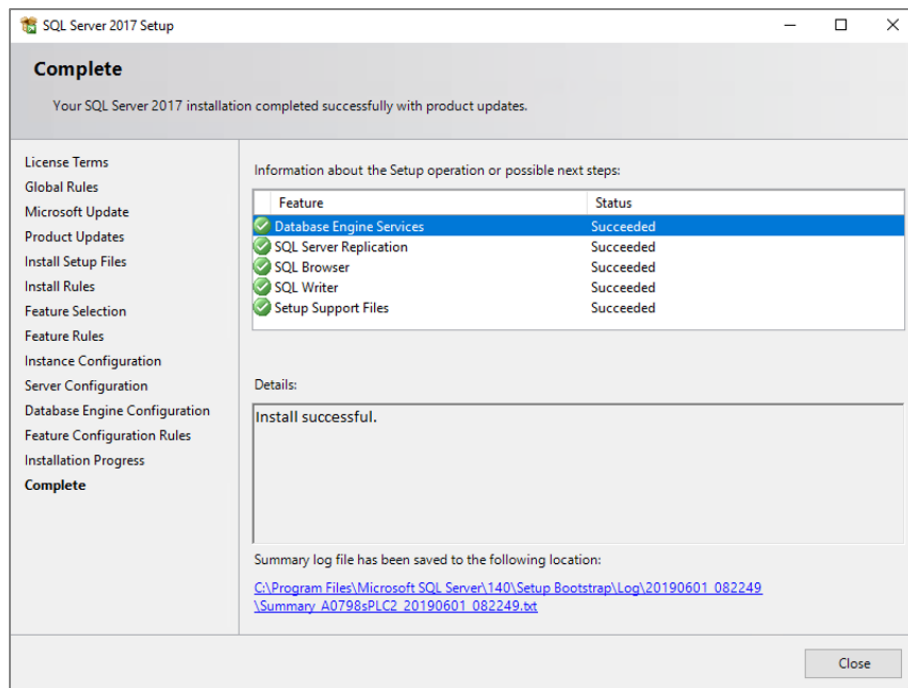 SQL Server 2017 Setup
Complete
Your SQL Server 2017 installation completed successfully with product updates.
License Terms
Global Rules
Microsoft Update
Product Updates
Install Setup Files
Install Rules
Feature Selection
Feature Rules
Instance Configuration
Server Configuration
Database Engine Configuration
Feature Configuration Rules
Installation Progress
Complete
Information about the Setup operation or possible next steps:
Feature Status
Database Engine Services Succeeded
SQL Server Replication Succeeded
SQL Browser Succeeded
SQL Writer Succeeded
Setup Support Files Succeeded
Details:
Install successful.
Summary log file has been saved to the following location:
C:\Program Files\Microsoft SQL Server\140\Setup Bootstrap\Log\20190601_082249
\Summary_A0798sPLC2_20190601_082249.txt
Close